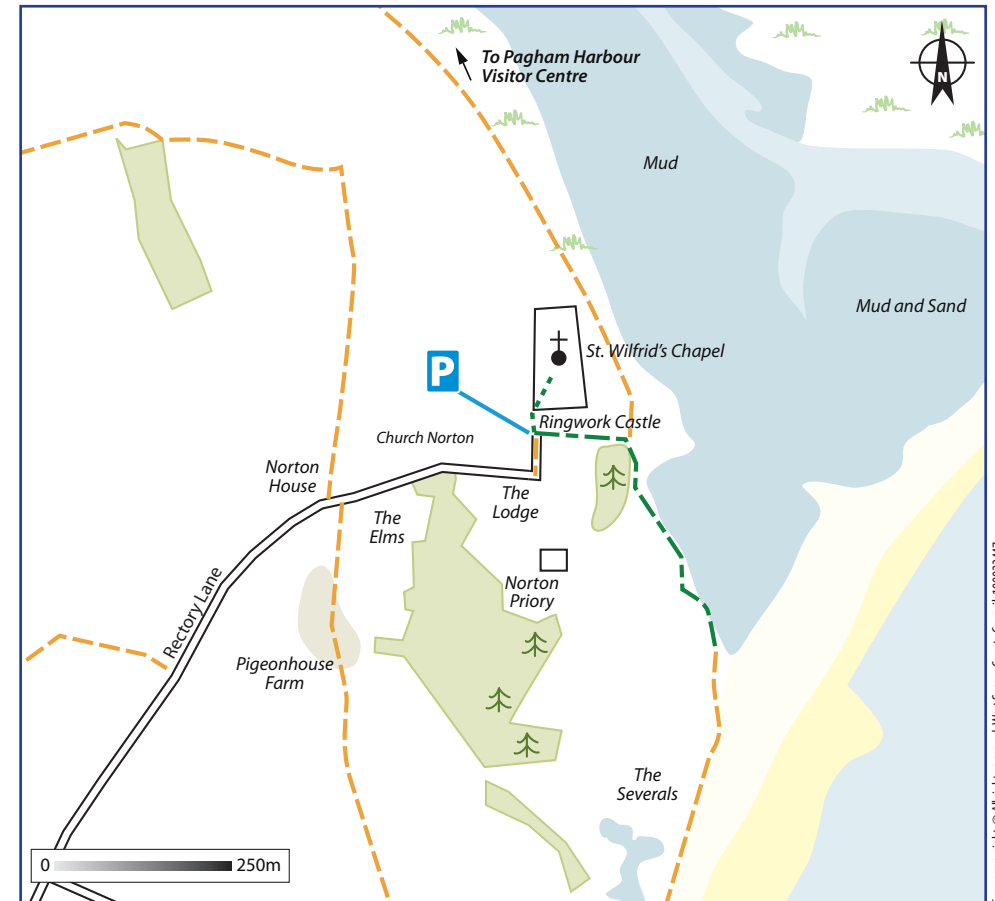 To Pagham Harbour
Visitor Centre
N
Mud
Mud and Sand
St. Wilfrid's Chapel
P
Ringwork Castle
Church Norton
Norton
House
The
Lodge
The
Elms
Norton
Priory
Rectory Lane
Pigeonhouse
Farm
The
Severals
0
250m